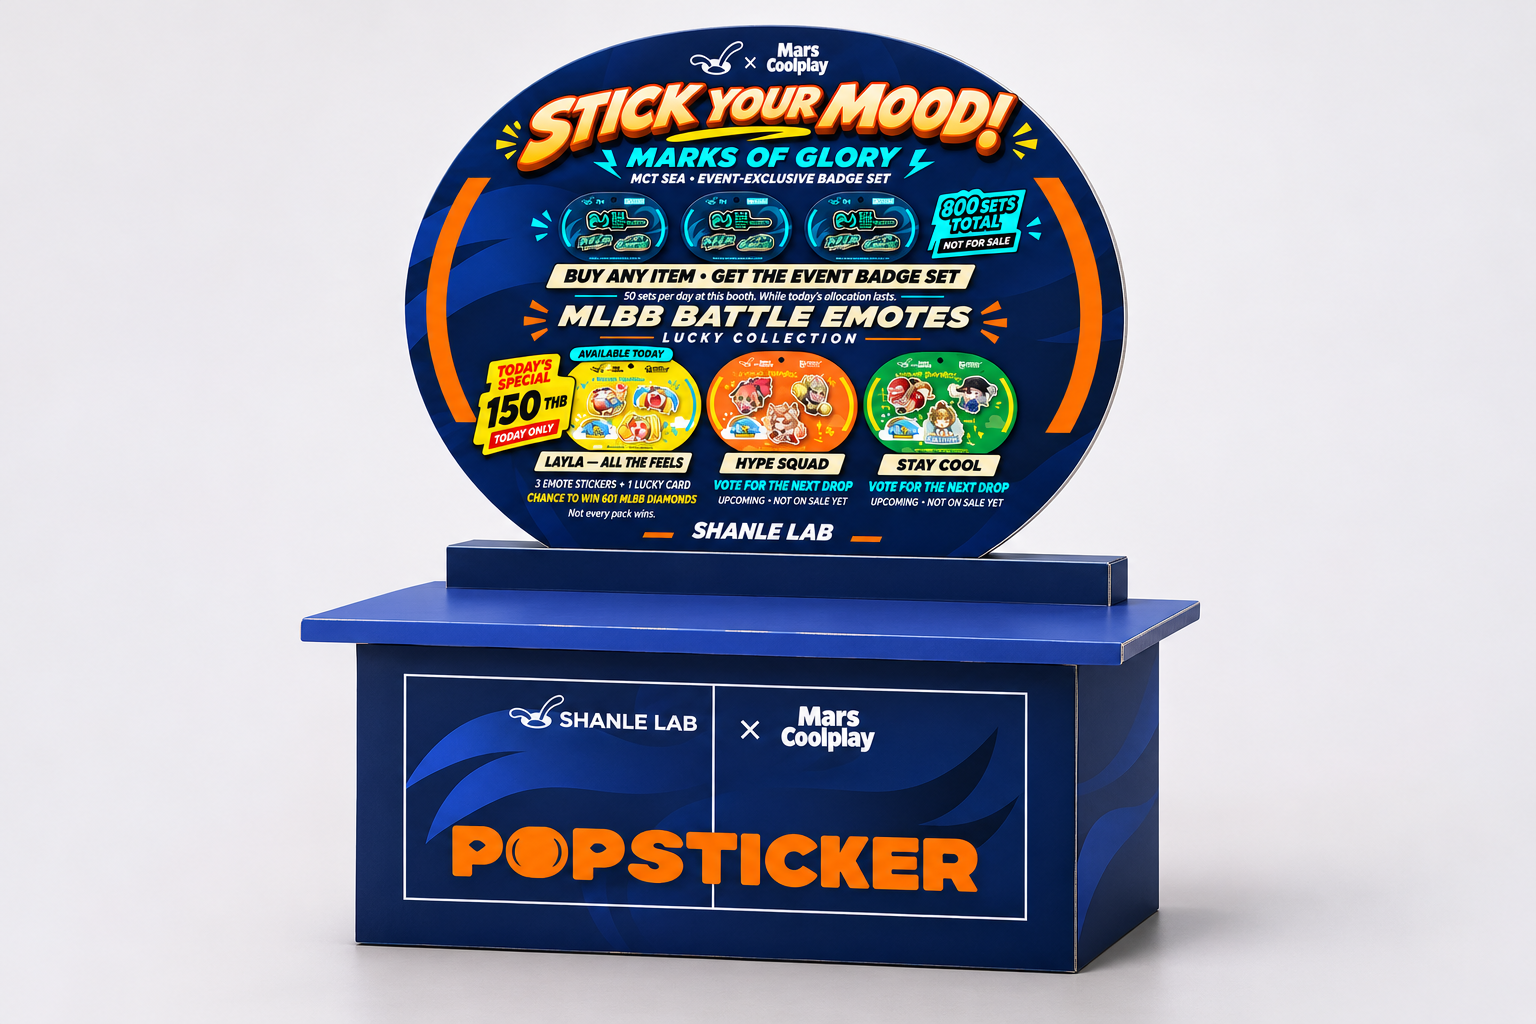 × Mars Coolplay
STICK YOUR MOOD!
MARKS OF GLORY
MCT SEA • EVENT-EXCLUSIVE BADGE SET
800 SETS
TOTAL
NOT FOR SALE
BUY ANY ITEM • GET THE EVENT BADGE SET
50 sets per day at this booth. While today's allocation lasts.
MLBB BATTLE EMOTES
LUCKY COLLECTION
TODAY'S
SPECIAL
150 THB
TODAY ONLY
AVAILABLE TODAY
LAYLA — ALL THE FEELS
3 EMOTE STICKERS + 1 LUCKY CARD
CHANCE TO WIN 601 MLBB DIAMONDS
Not every pack wins.
HYPE SQUAD
VOTE FOR THE NEXT DROP
UPCOMING • NOT ON SALE YET
STAY COOL
VOTE FOR THE NEXT DROP
UPCOMING • NOT ON SALE YET
SHANLE LAB
SHANLE LAB × Mars Coolplay
POPSTICKER